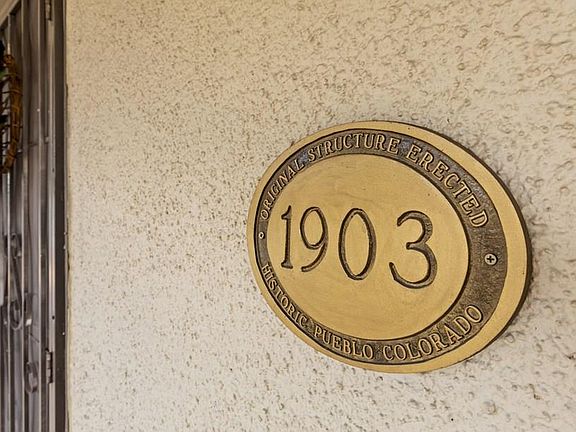 ORIGINAL STRUCTURE ERECTED
1903
HISTORIC PUEBLO COLORADO